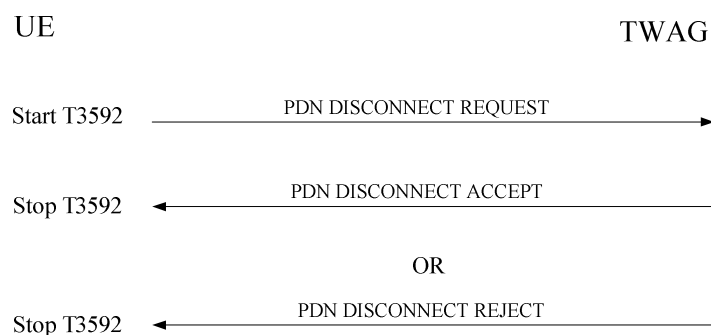 UE
TWAG
Start T3592
PDN DISCONNECT REQUEST
Stop T3592
PDN DISCONNECT ACCEPT
OR
Stop T3592
PDN DISCONNECT REJECT